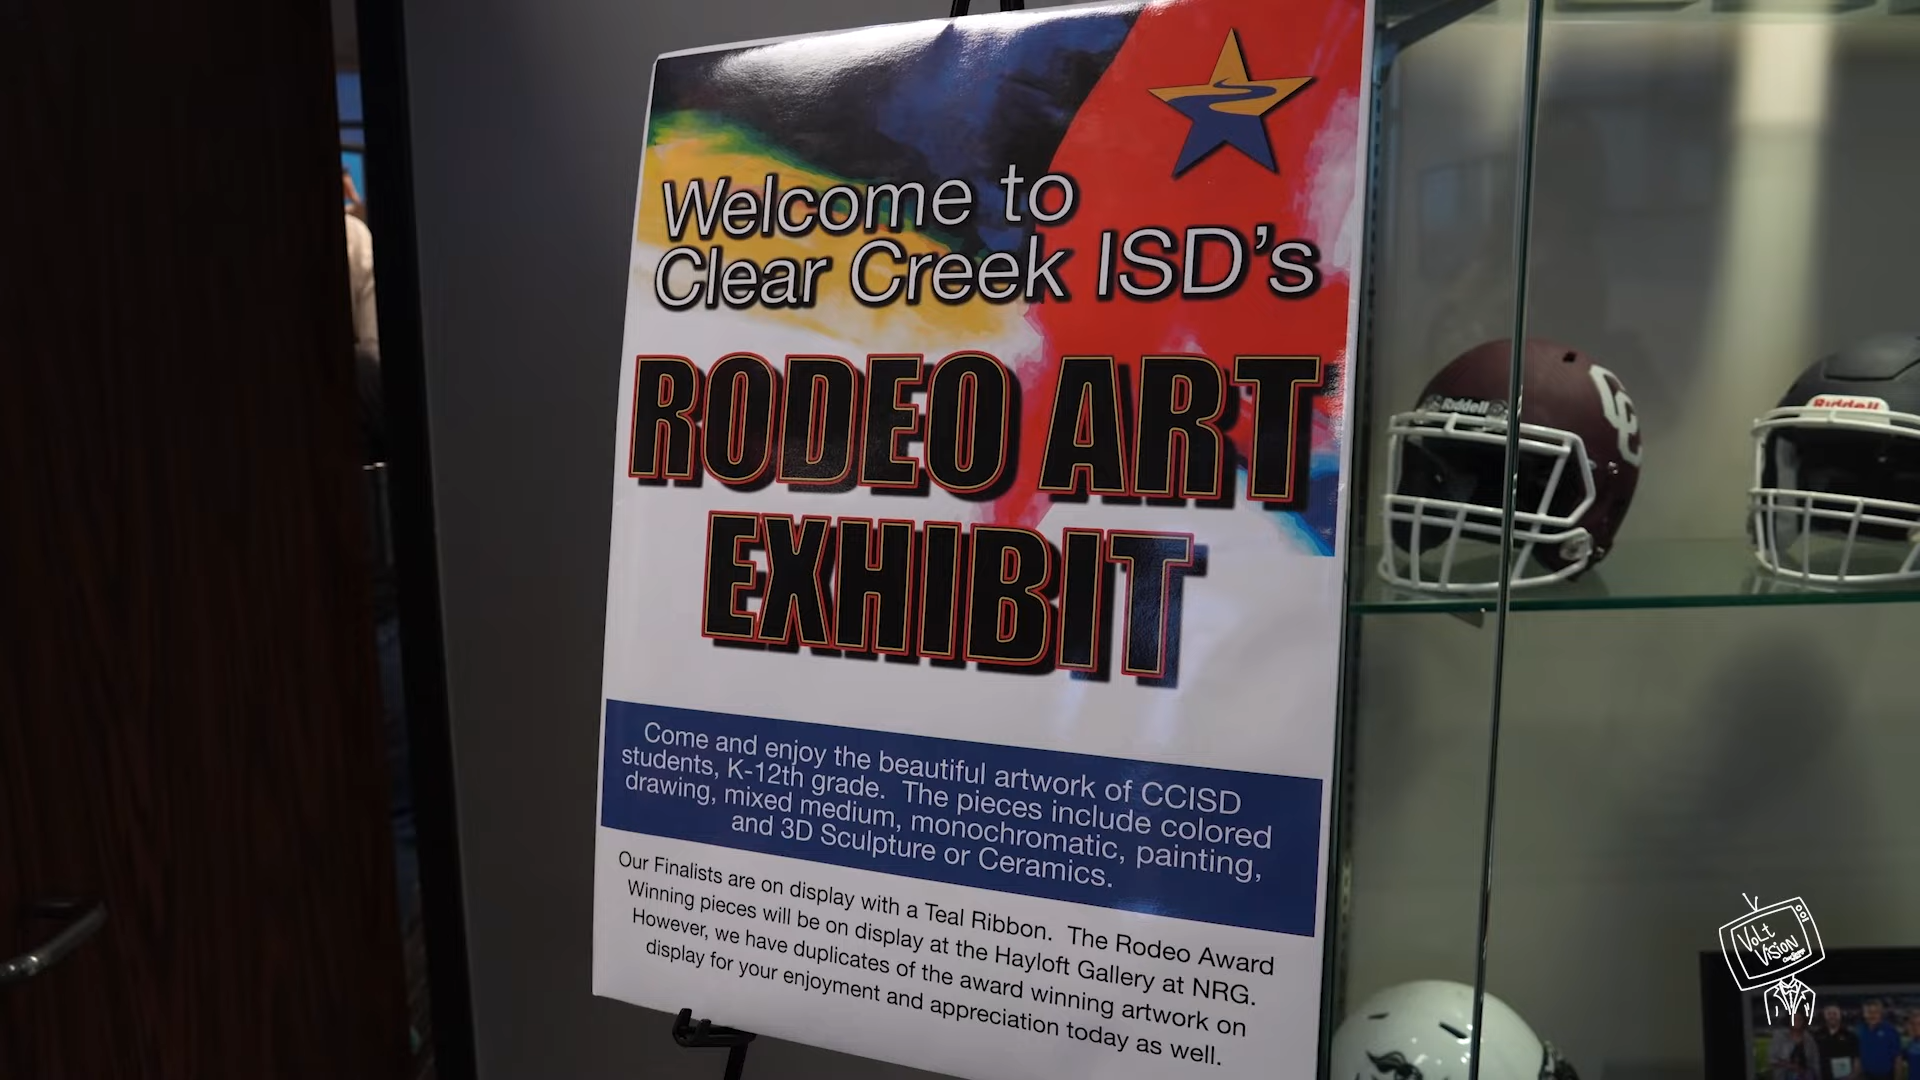 Welcome to
Clear Creek ISD's
RODEO ART
EXHIBIT
Come and enjoy the beautiful artwork of CCISD
students, K-12th grade. The pieces include colored
drawing, mixed medium, monochromatic, painting,
and 3D Sculpture or Ceramics.
Our Finalists are on display with a Teal Ribbon. The Rodeo Award
Winning pieces will be on display at the Hayloft Gallery at NRG.
However, we have duplicates of the award winning artwork on
display for your enjoyment and appreciation today as well.
Riddell
CC
Riddell
Volt
Vision